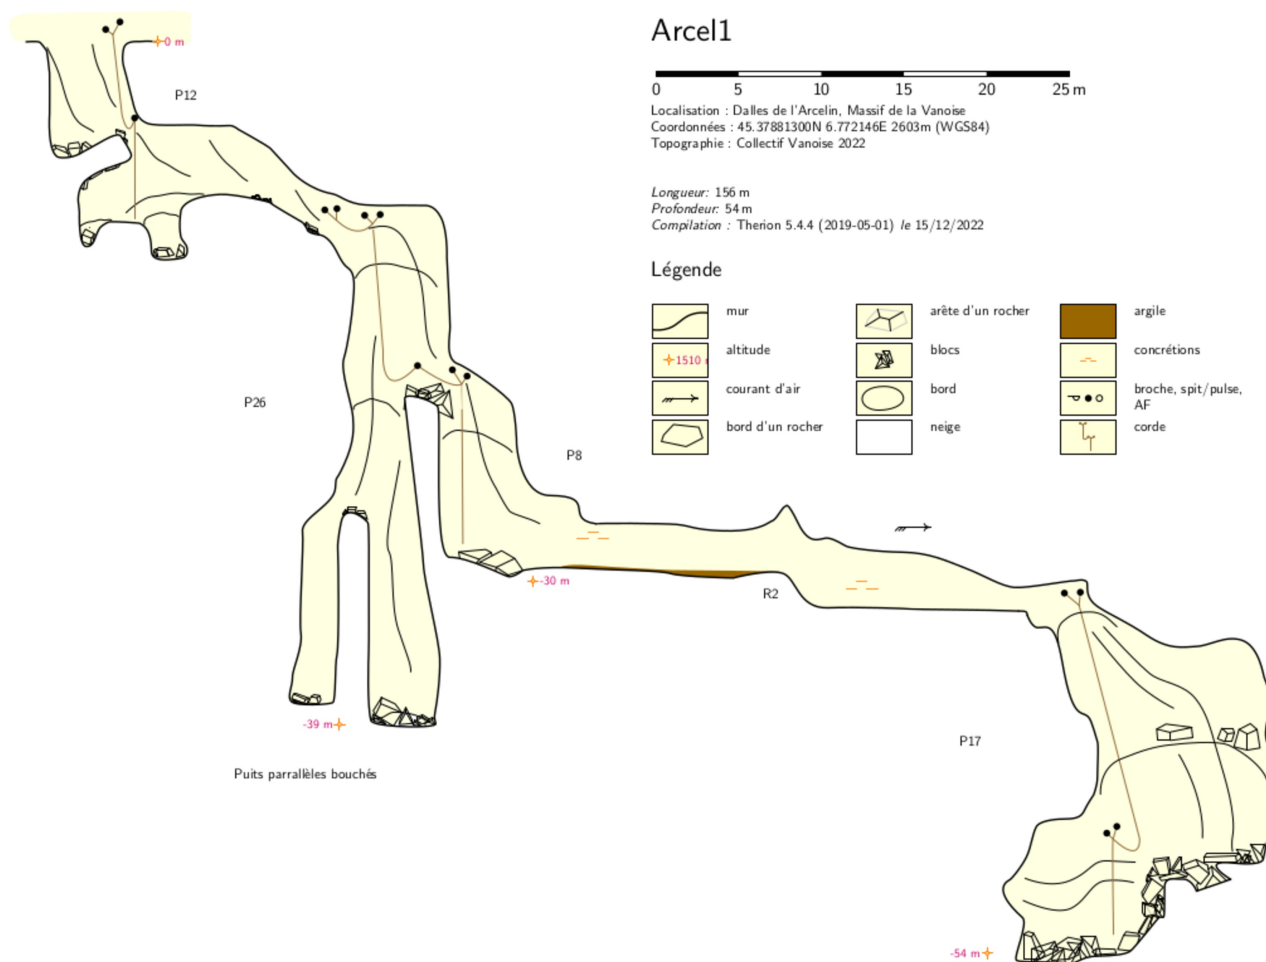 Arcel1
0 5 10 15 20 25 m
Localisation : Dalles de l'Arcelin, Massif de la Vanoise
Coordonnées : 45.37881300N 6.772146E 2603m (WGS84)
Topographie : Collectif Vanoise 2022
Longueur: 156 m
Profondeur: 54 m
Compilation : Therion 5.4.4 (2019-05-01) le 15/12/2022
Légende
mur
arête d'un rocher
argile
1510
altitude
blocs
concrétions
courant d'air
bord
broche, spit/pulse,
AF
bord d'un rocher
neige
corde
0 m
P12
P26
P8
-30 m
R2
-39 m
P17
Puits parrallèles bouchés
-54 m